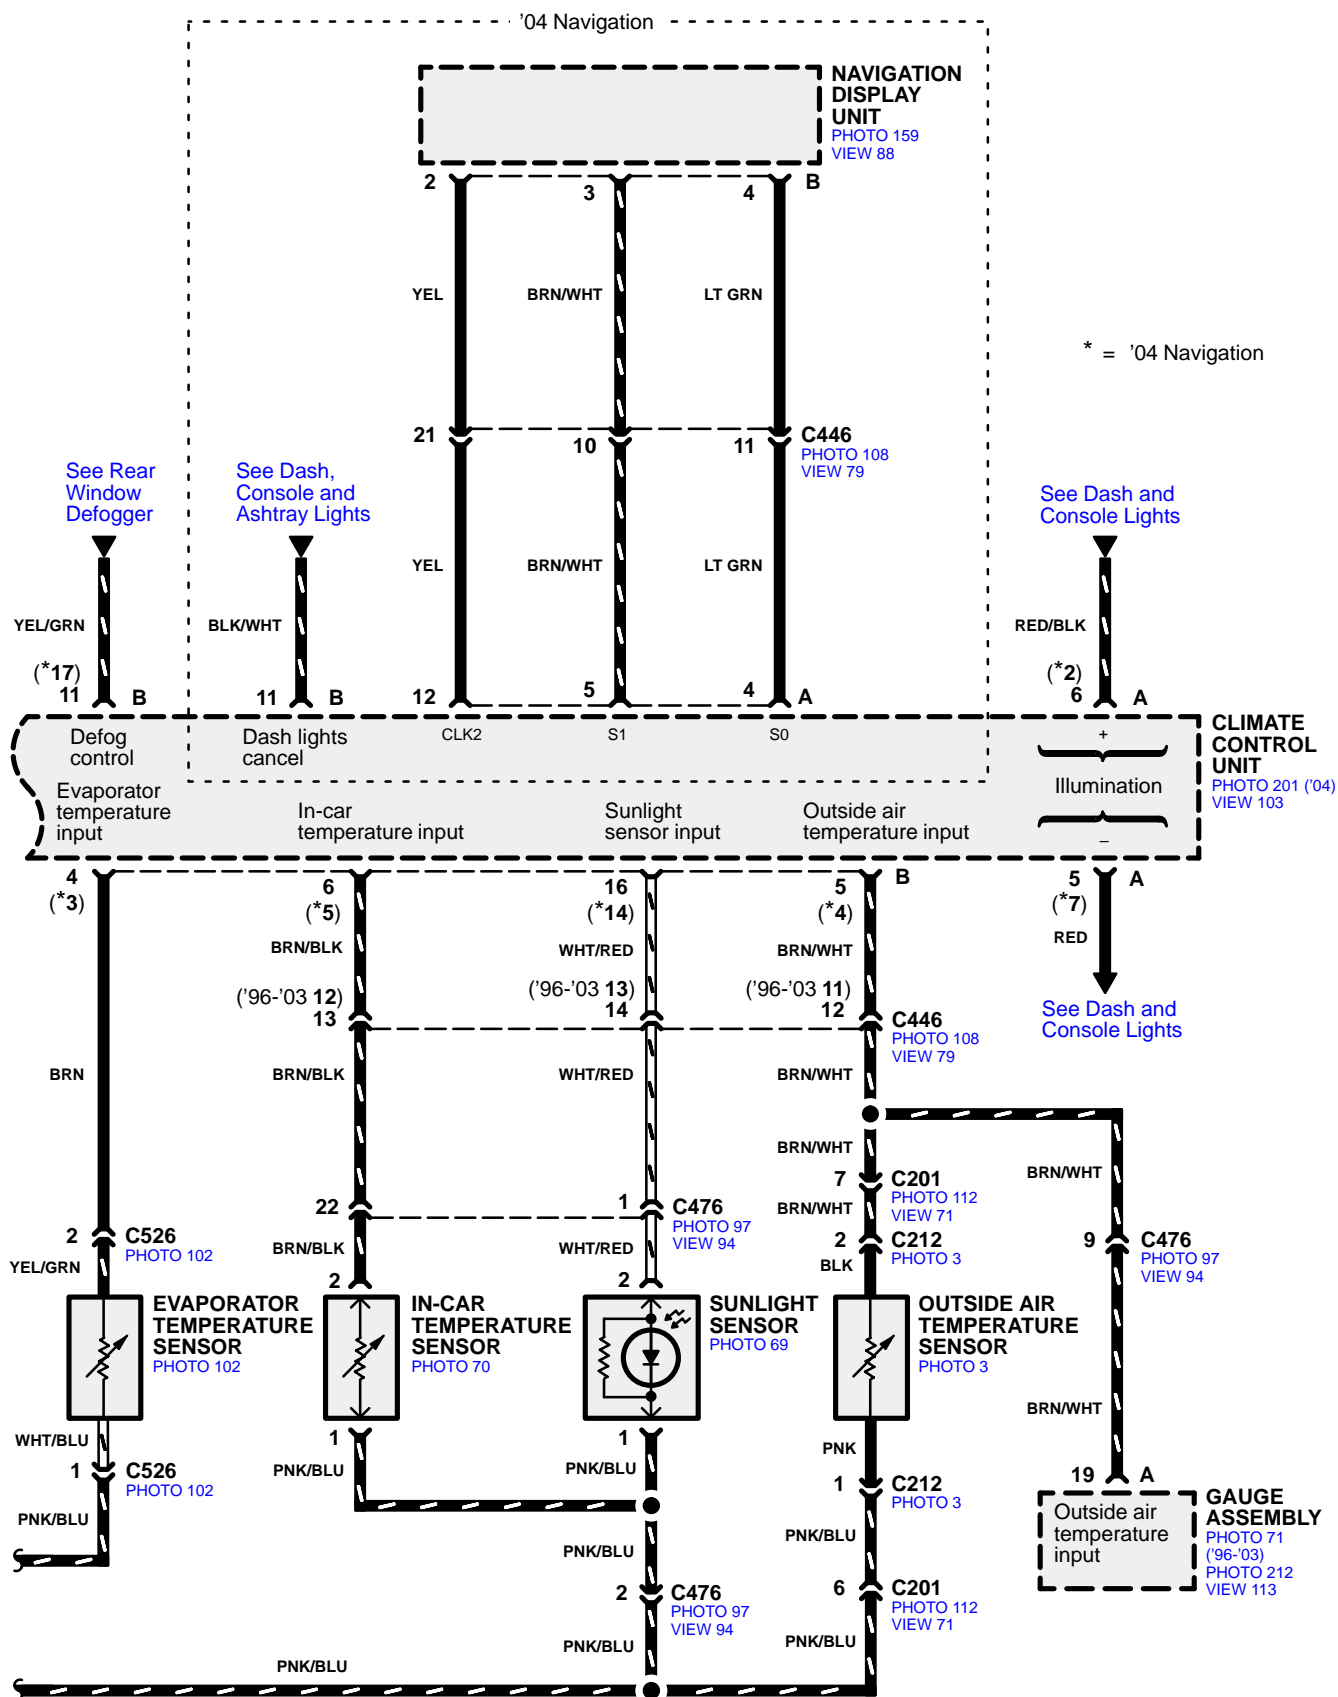 '04 Navigation
NAVIGATION
DISPLAY
UNIT
PHOTO 159
VIEW 88
2
3
4
B
YEL
BRN/WHT
LT GRN
* = '04 Navigation
21
10
11
C446
PHOTO 108
VIEW 79
See Rear
Window
Defogger
See Dash,
Console and
Ashtray Lights
See Dash and
Console Lights
YEL
BRN/WHT
LT GRN
YEL/GRN
BLK/WHT
RED/BLK
(*17)
11
B
11
B
12
5
4
A
(*2)
6
A
Defog
control
Dash lights
cancel
CLK2
S1
S0
+
Illumination
–
CLIMATE
CONTROL
UNIT
PHOTO 201 ('04)
VIEW 103
Evaporator
temperature
input
In-car
temperature input
Sunlight
sensor input
Outside air
temperature input
4
(*3)
6
(*5)
16
(*14)
5
(*4)
B
5
(*7)
A
BRN/BLK
WHT/RED
BRN/WHT
RED
('96-'03 12)
13
('96-'03 13)
14
('96-'03 11)
12
C446
PHOTO 108
VIEW 79
See Dash and
Console Lights
BRN
BRN/BLK
WHT/RED
BRN/WHT
BRN/WHT
BRN/WHT
7
C201
PHOTO 112
VIEW 71
22
1
C476
PHOTO 97
VIEW 94
BRN/WHT
2
C526
PHOTO 102
BRN/BLK
WHT/RED
2
C212
PHOTO 3
9
C476
PHOTO 97
VIEW 94
YEL/GRN
2
2
BLK
EVAPORATOR
TEMPERATURE
SENSOR
PHOTO 102
IN-CAR
TEMPERATURE
SENSOR
PHOTO 70
SUNLIGHT
SENSOR
PHOTO 69
OUTSIDE AIR
TEMPERATURE
SENSOR
PHOTO 3
BRN/WHT
WHT/BLU
1
1
PNK
1
C526
PHOTO 102
PNK/BLU
PNK/BLU
1
C212
PHOTO 3
19
A
GAUGE
ASSEMBLY
PHOTO 71
('96-'03)
PHOTO 212
VIEW 113
Outside air
temperature
input
PNK/BLU
PNK/BLU
PNK/BLU
2
C476
PHOTO 97
VIEW 94
6
C201
PHOTO 112
VIEW 71
PNK/BLU
PNK/BLU
PNK/BLU